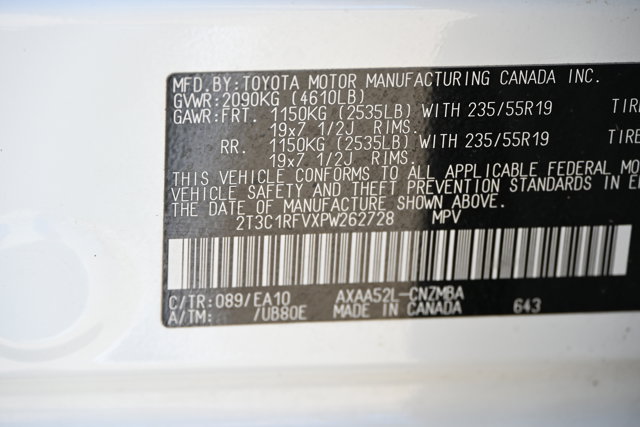 MFD.BY:TOYOTA MOTOR MANUFACTURING CANADA INC.
GVWR:2090KG (4610LB)
GAWR:FRT. 1150KG (2535LB) WITH 235/55R19 TIR
19x7 1/2J RIMS.
RR. 1150KG (2535LB) WITH 235/55R19 TIRE
19x7 1/2J RIMS.
THIS VEHICLE CONFORMS TO ALL APPLICABLE FEDERAL MO
VEHICLE SAFETY AND THEFT PREVENTION STANDARDS IN E
THE DATE OF MANUFACTURE SHOWN ABOVE.
2T3C1RFVXPW262728 MPV
C/TR:089/EA10 AXAA52L-CNZMBA
A/TM: /UB80E MADE IN CANADA 643